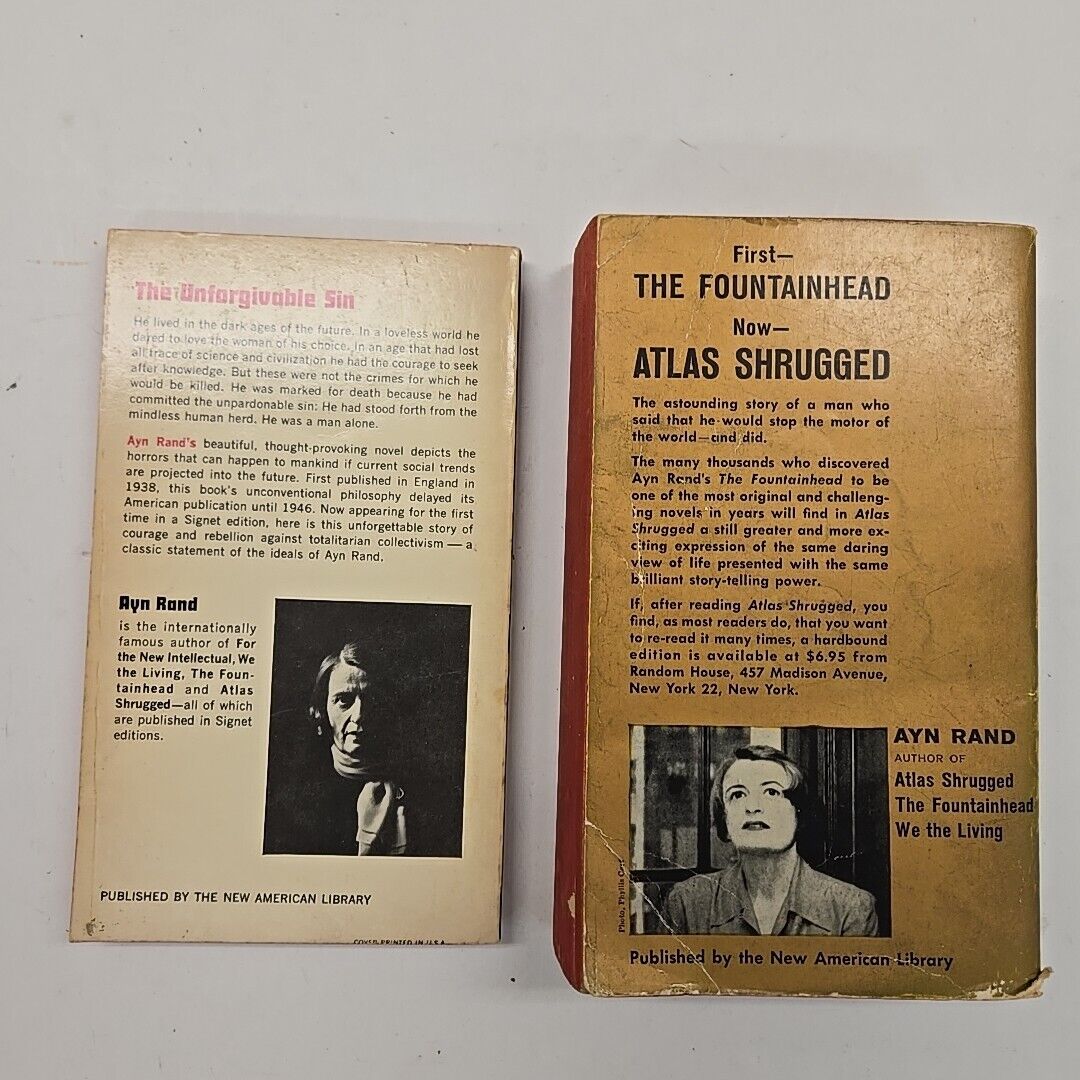 The Unforgivable Sin
He lived in the dark ages of the future. In a loveless world he
dared to love the woman of his choice. In an age that had lost
all trace of science and civilization he had the courage to seek
after knowledge. But these were not the crimes for which he
would be killed. He was marked for death because he had
committed the unpardonable sin: He had stood forth from the
mindless human herd. He was a man alone.
Ayn Rand's beautiful, thought-provoking novel depicts the
horrors that can happen to mankind if current social trends
are projected into the future. First published in England in
1938, this book's unconventional philosophy delayed its
American publication until 1946. Now appearing for the first
time in a Signet edition, here is this unforgettable story of
courage and rebellion against totalitarian collectivism—a
classic statement of the ideals of Ayn Rand.
Ayn Rand
is the internationally
famous author of For
the New Intellectual, We
the Living, The Foun-
tainhead and Atlas
Shrugged—all of which
are published in Signet
editions.
PUBLISHED BY THE NEW AMERICAN LIBRARY
COVER PRINTED IN U.S.A.
First—
THE FOUNTAINHEAD
Now—
ATLAS SHRUGGED
The astounding story of a man who
said that he would stop the motor of
the world—and did.
The many thousands who discovered
Ayn Rand's The Fountainhead to be
one of the most original and challeng-
ing novels in years will find in Atlas
Shrugged a still greater and more ex-
citing expression of the same daring
view of life presented with the same
brilliant story-telling power.
If, after reading Atlas Shrugged, you
find, as most readers do, that you want
to re-read it many times, a hardbound
edition is available at $6.95 from
Random House, 457 Madison Avenue,
New York 22, New York.
AYN RAND
AUTHOR OF
Atlas Shrugged
The Fountainhead
We the Living
Photo, Phyllis
Published by the New American Library